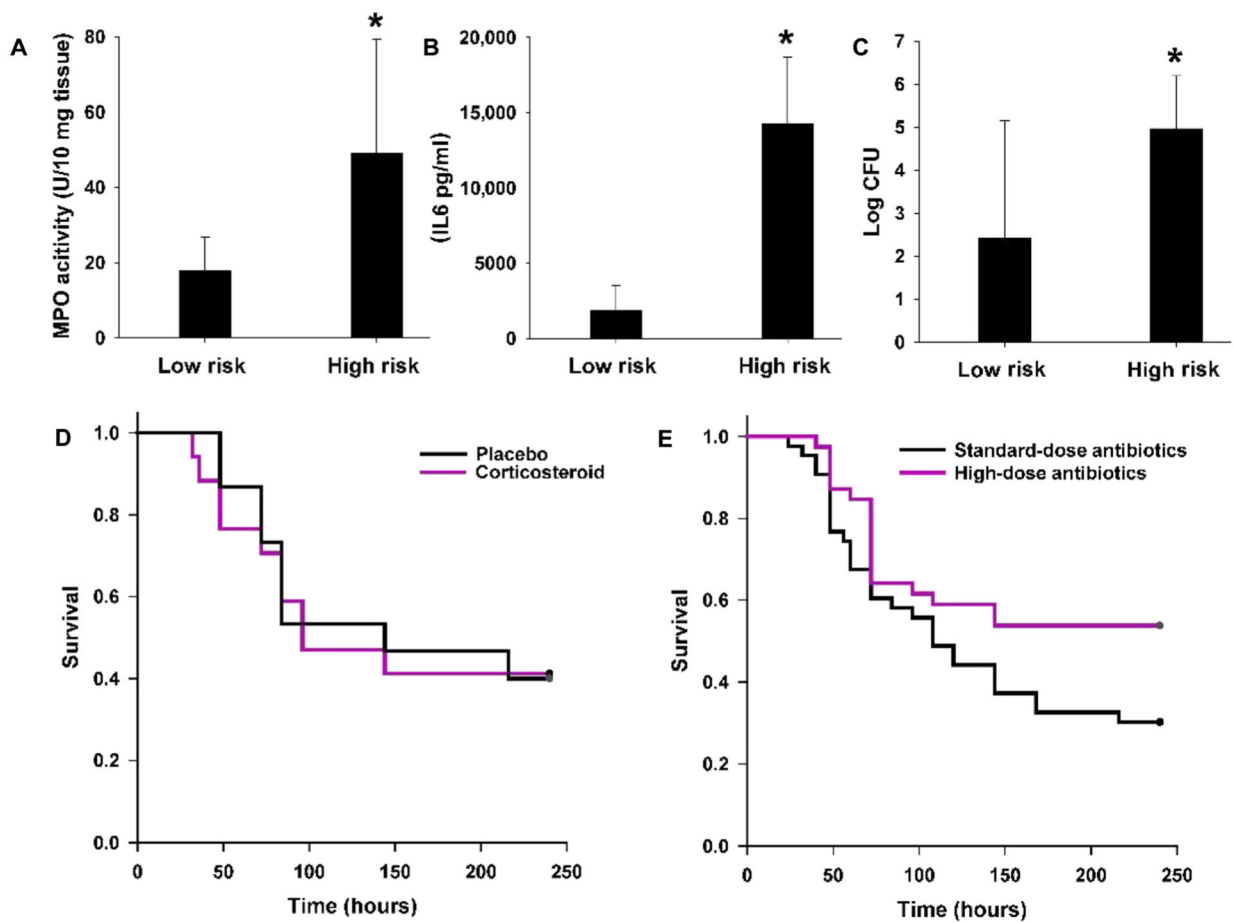 A
MPO acitivity (U/10 mg tissue)
80
60
40
20
0
*
Low risk
High risk
B
(IL6 pg/ml)
20,000
15,000
10,000
5000
0
*
Low risk
High risk
C
Log CFU
7
6
5
4
3
2
1
0
*
Low risk
High risk
D
Survival
1.0
0.8
0.6
0.4
0.2
0.0
Placebo
Corticosteroid
0 50 100 150 200 250
Time (hours)
E
Survival
1.0
0.8
0.6
0.4
0.2
0.0
Standard-dose antibiotics
High-dose antibiotics
0 50 100 150 200 250
Time (hours)